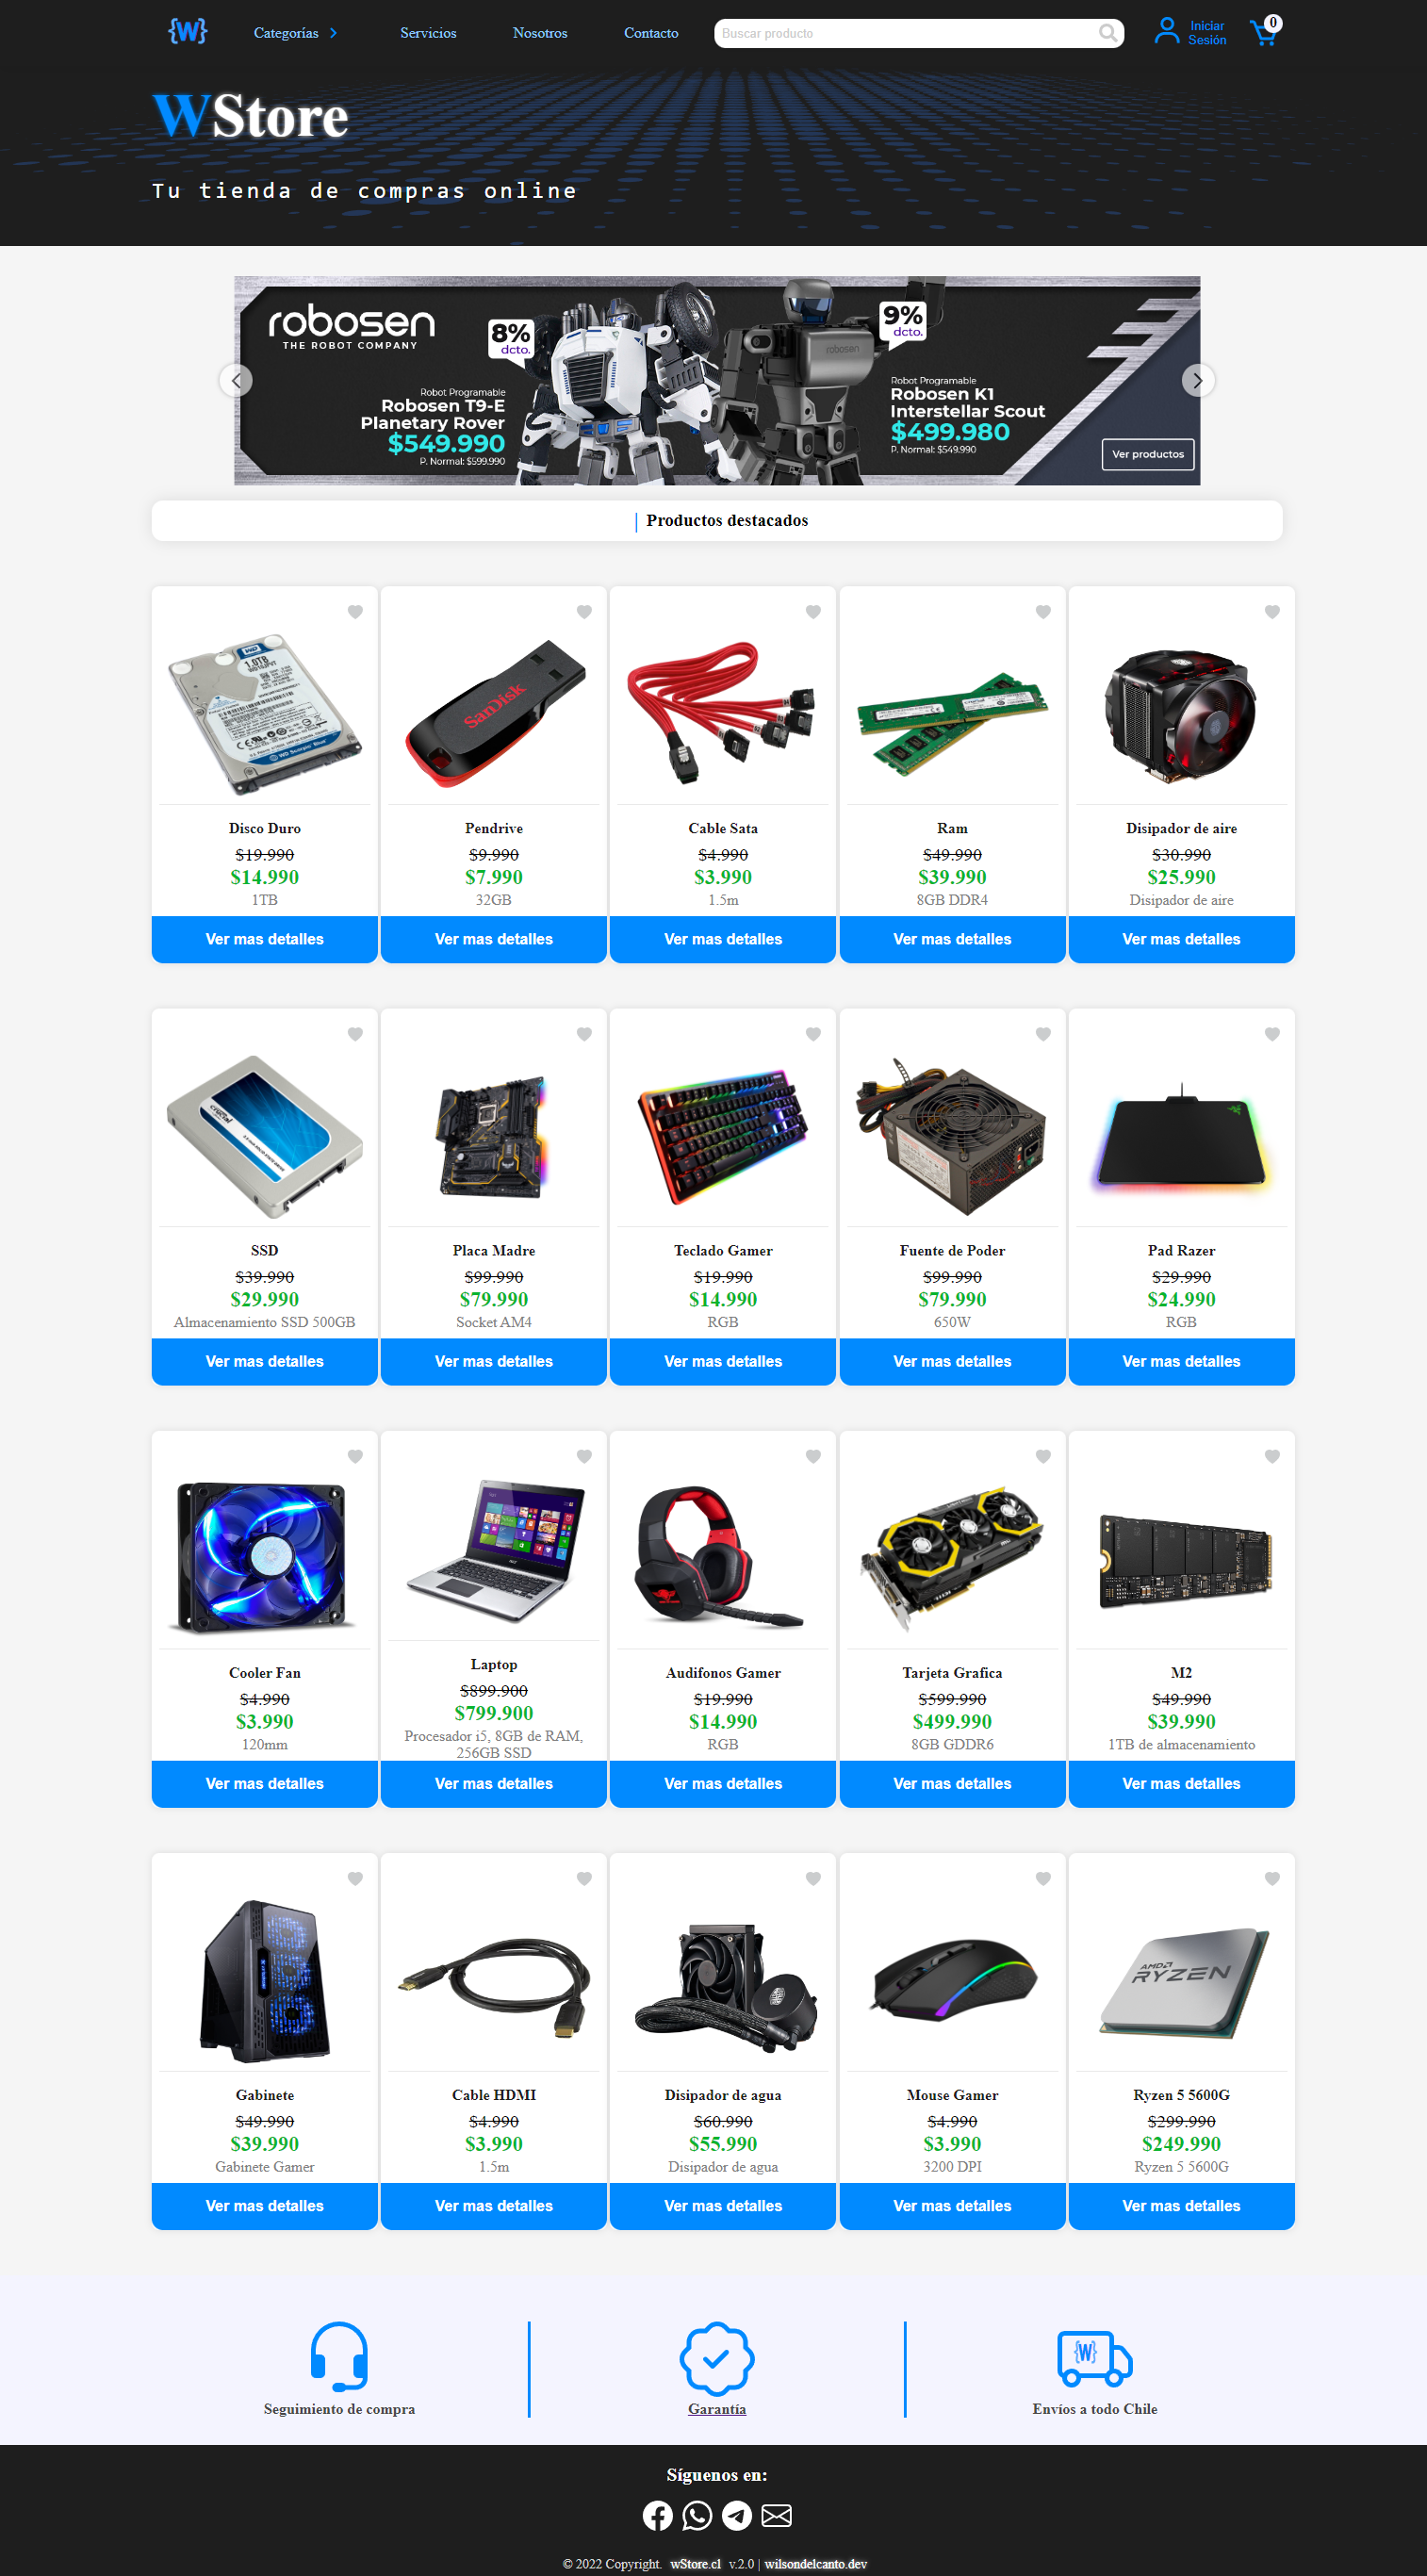 {W}
Categorías
Servicios
Nosotros
Contacto
Buscar producto
Iniciar
Sesión
0
WStore
Tu tienda de compras online
robosen
THE ROBOT COMPANY
8%
dcto.
9%
dcto.
robosen
Robot Programable
Robosen T9-E
Planetary Rover
$549.990
P. Normal: $599.990
Robot Programable
Robosen K1
Interstellar Scout
$499.980
P. Normal: $549.990
Ver productos
Productos destacados
WD
1.0TB
SanDisk
Disco Duro
$19.990
$14.990
1TB
Ver mas detalles
Pendrive
$9.990
$7.990
32GB
Ver mas detalles
Cable Sata
$4.990
$3.990
1.5m
Ver mas detalles
Ram
$49.990
$39.990
8GB DDR4
Ver mas detalles
Disipador de aire
$30.990
$25.990
Disipador de aire
Ver mas detalles
crucial
SSD
$39.990
$29.990
Almacenamiento SSD 500GB
Ver mas detalles
Placa Madre
$99.990
$79.990
Socket AM4
Ver mas detalles
Teclado Gamer
$19.990
$14.990
RGB
Ver mas detalles
Fuente de Poder
$99.990
$79.990
650W
Ver mas detalles
Pad Razer
$29.990
$24.990
RGB
Ver mas detalles
Cooler Fan
$4.990
$3.990
120mm
Ver mas detalles
Laptop
$899.900
$799.900
Procesador i5, 8GB de RAM,
256GB SSD
Ver mas detalles
Audifonos Gamer
$19.990
$14.990
RGB
Ver mas detalles
Tarjeta Grafica
$599.990
$499.990
8GB GDDR6
Ver mas detalles
M2
$49.990
$39.990
1TB de almacenamiento
Ver mas detalles
AMD
RYZEN
Gabinete
$49.990
$39.990
Gabinete Gamer
Ver mas detalles
Cable HDMI
$4.990
$3.990
1.5m
Ver mas detalles
Disipador de agua
$60.990
$55.990
Disipador de agua
Ver mas detalles
Mouse Gamer
$4.990
$3.990
3200 DPI
Ver mas detalles
Ryzen 5 5600G
$299.990
$249.990
Ryzen 5 5600G
Ver mas detalles
Seguimiento de compra
Garantía
{W}
Envíos a todo Chile
Síguenos en:
© 2022 Copyright. wStore.cl v.2.0 | wilsondelcanto.dev